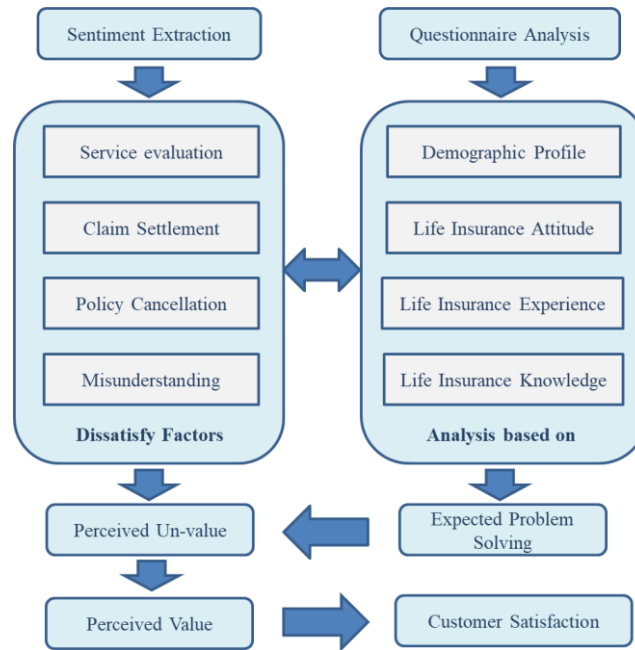 Sentiment Extraction
Questionnaire Analysis
Service evaluation
Claim Settlement
Policy Cancellation
Misunderstanding
Dissatisfy Factors
Demographic Profile
Life Insurance Attitude
Life Insurance Experience
Life Insurance Knowledge
Analysis based on
Perceived Un-value
Expected Problem
Solving
Perceived Value
Customer Satisfaction